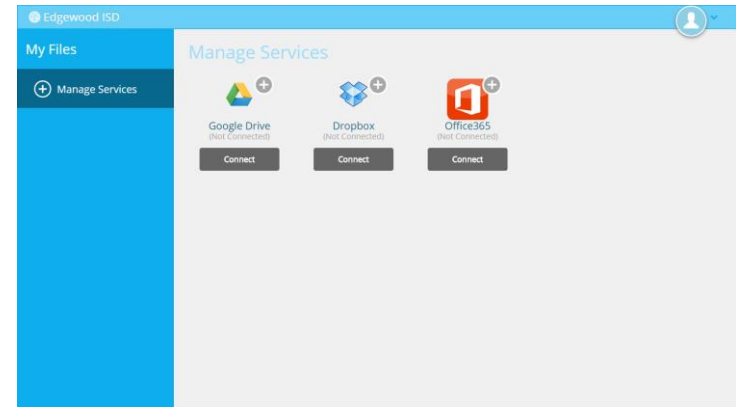 Edgewood ISD
My Files
Manage Services
Manage Services
Google Drive
(Not Connected)
Connect
Dropbox
(Not Connected)
Connect
Office365
(Not Connected)
Connect